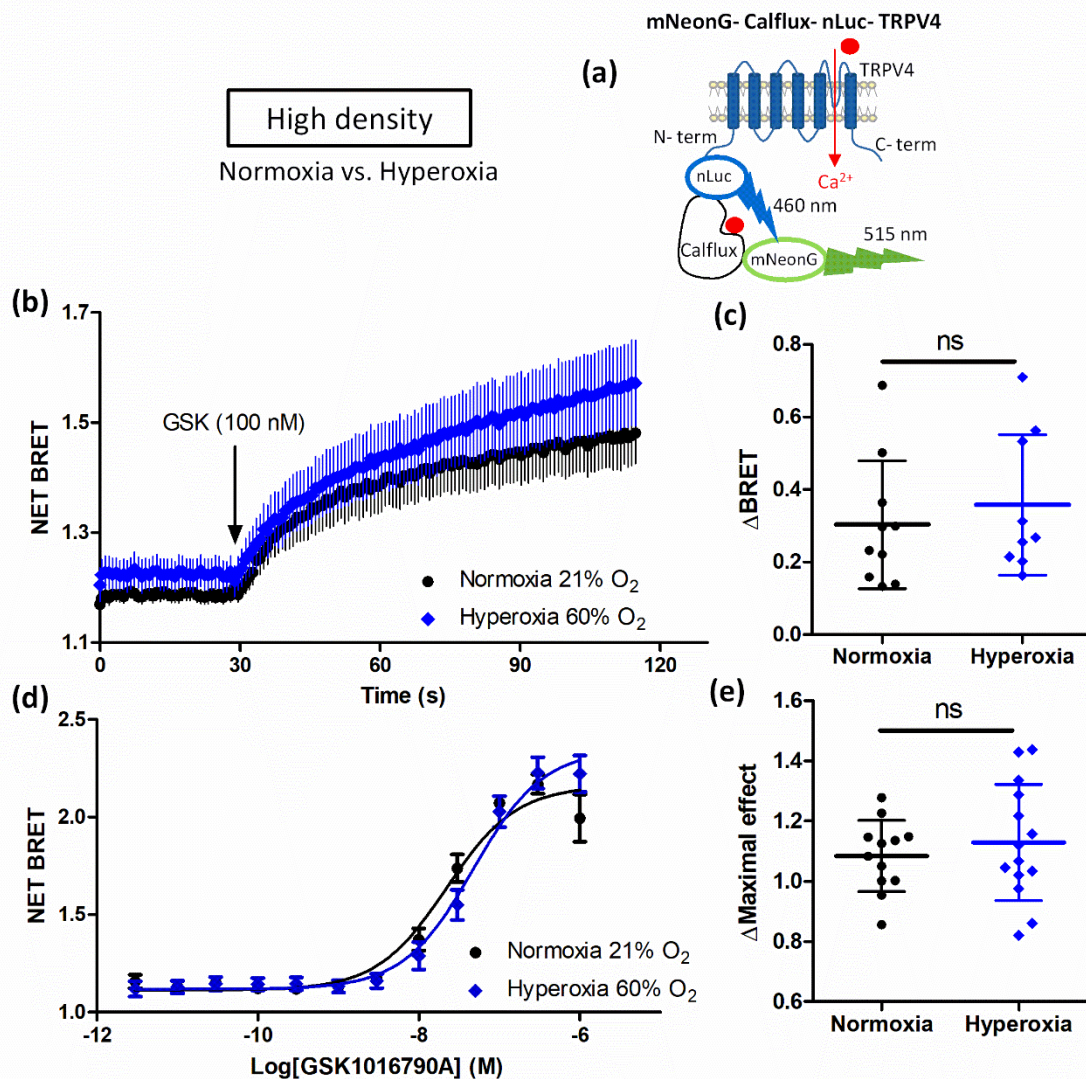 mNeonG- Calflux- nLuc- TRPV4
(a)
TRPV4
High density
Normoxia vs. Hyperoxia
N- term
C- term
nLuc
Ca²⁺
460 nm
515 nm
Calflux
mNeonG
(b)
1.7
1.5
1.3
1.1
NET BRET
GSK (100 nM)
Normoxia 21% O₂
Hyperoxia 60% O₂
0
30
60
90
120
Time (s)
(c)
ns
0.8
0.6
0.4
0.2
0.0
ΔBRET
Normoxia
Hyperoxia
(d)
2.5
2.0
1.5
1.0
NET BRET
Normoxia 21% O₂
Hyperoxia 60% O₂
-12
-10
-8
-6
Log[GSK1016790A] (M)
(e)
ns
1.6
1.4
1.2
1.0
0.8
0.6
ΔMaximal effect
Normoxia
Hyperoxia